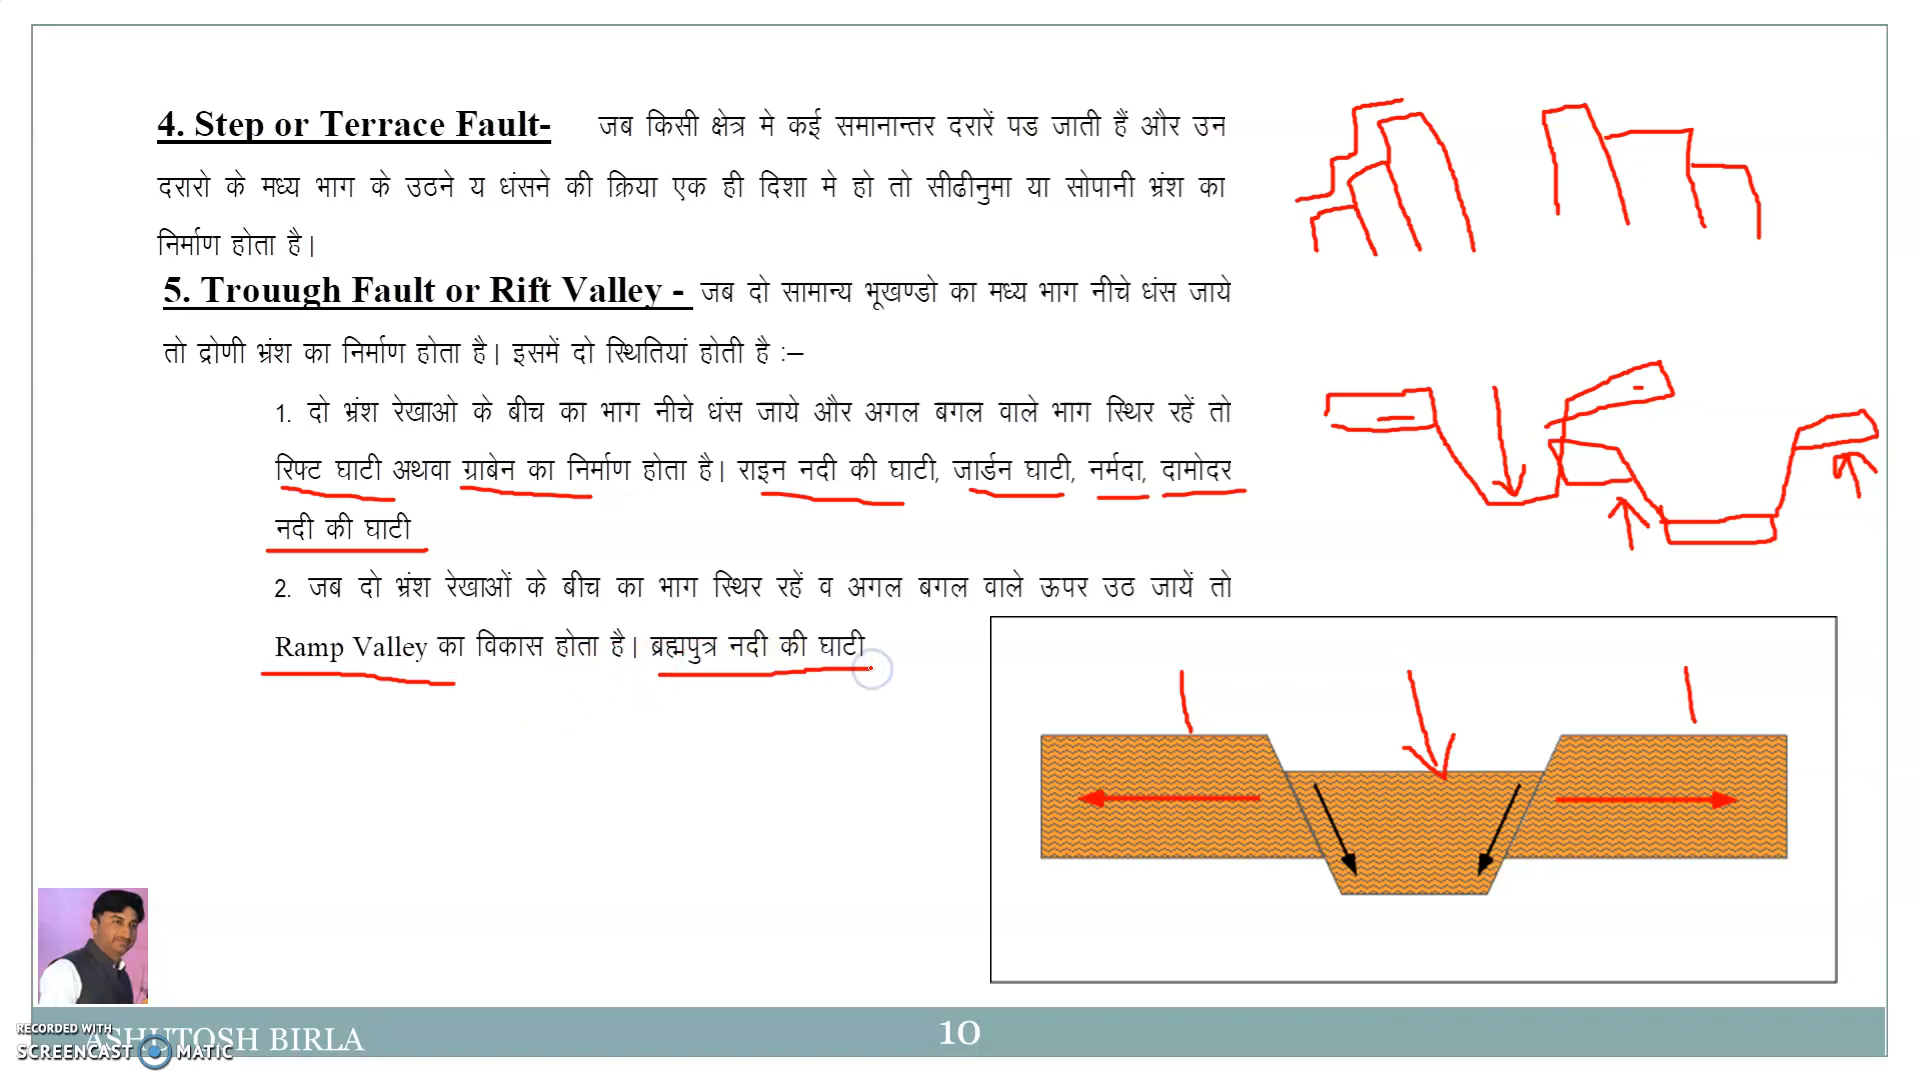 4. Step or Terrace Fault- जब किसी क्षेत्र मे कई समानान्तर दरारें पड जाती हैं और उन
दरारो के मध्य भाग के उठने य धंसने की क्रिया एक ही दिशा मे हो तो सीढीनुमा या सोपानी भ्रंश का
निर्माण होता है।
5. Trouugh Fault or Rift Valley - जब दो सामान्य भूखण्डो का मध्य भाग नीचे धंस जाये
तो द्रोणी भ्रंश का निर्माण होता है। इसमें दो स्थितियां होती है :–
1. दो भ्रंश रेखाओ के बीच का भाग नीचे धंस जाये और अगल बगल वाले भाग स्थिर रहें तो
रिफ्ट घाटी अथवा ग्राबेन का निर्माण होता है। राइन नदी की घाटी, जार्डन घाटी, नर्मदा, दामोदर
नदी की घाटी
2. जब दो भ्रंश रेखाओं के बीच का भाग स्थिर रहें व अगल बगल वाले ऊपर उठ जायें तो
Ramp Valley का विकास होता है। ब्रह्मपुत्र नदी की घाटी
RECORDED WITH
SCREENCAST MATIC
ASHUTOSH BIRLA
10